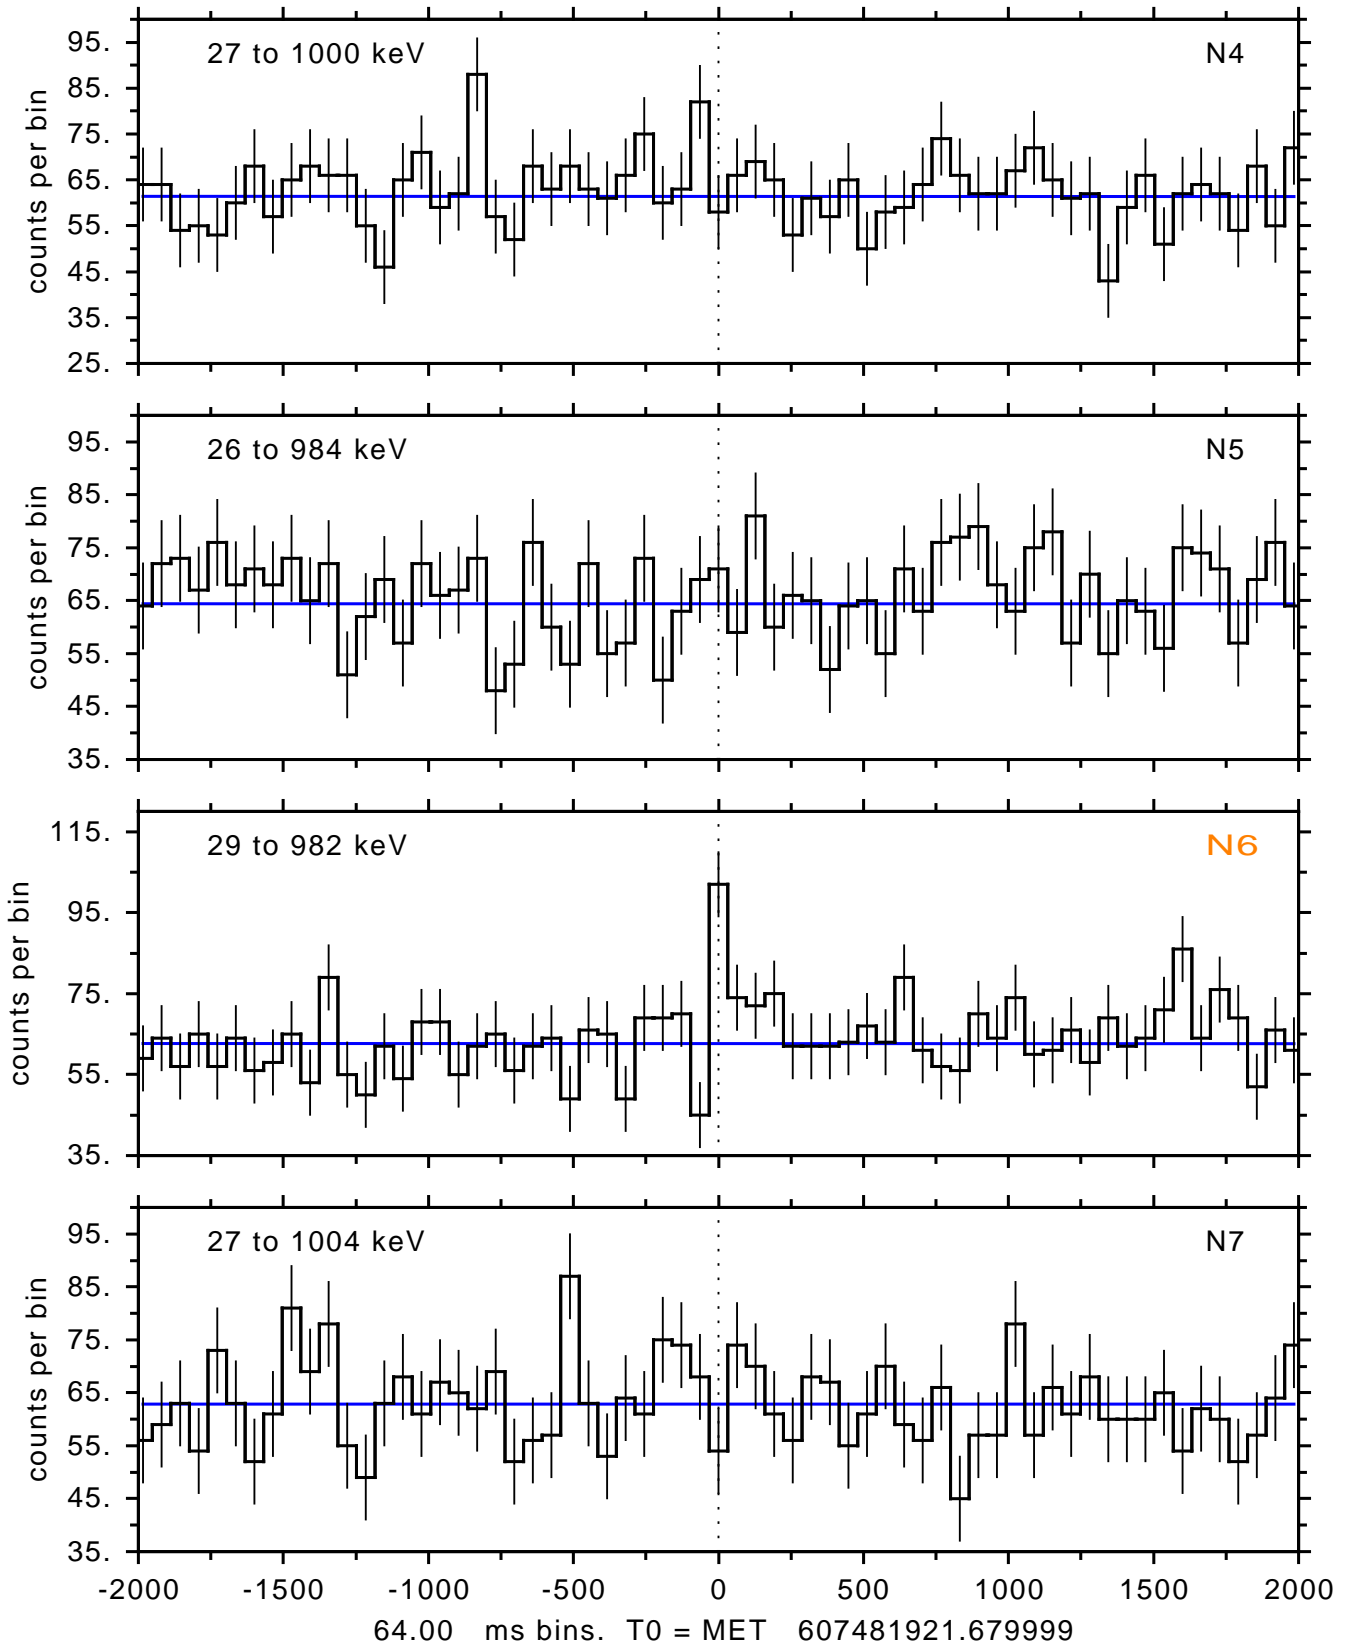 27 to 1000 keV N4
95.
85.
75.
65.
55.
45.
35.
25.
counts per bin
26 to 984 keV N5
95.
85.
75.
65.
55.
45.
35.
counts per bin
29 to 982 keV N6
115.
95.
75.
55.
35.
counts per bin
27 to 1004 keV N7
95.
85.
75.
65.
55.
45.
35.
counts per bin
-2000 -1500 -1000 -500 0 500 1000 1500 2000
64.00 ms bins. T0 = MET 607481921.679999